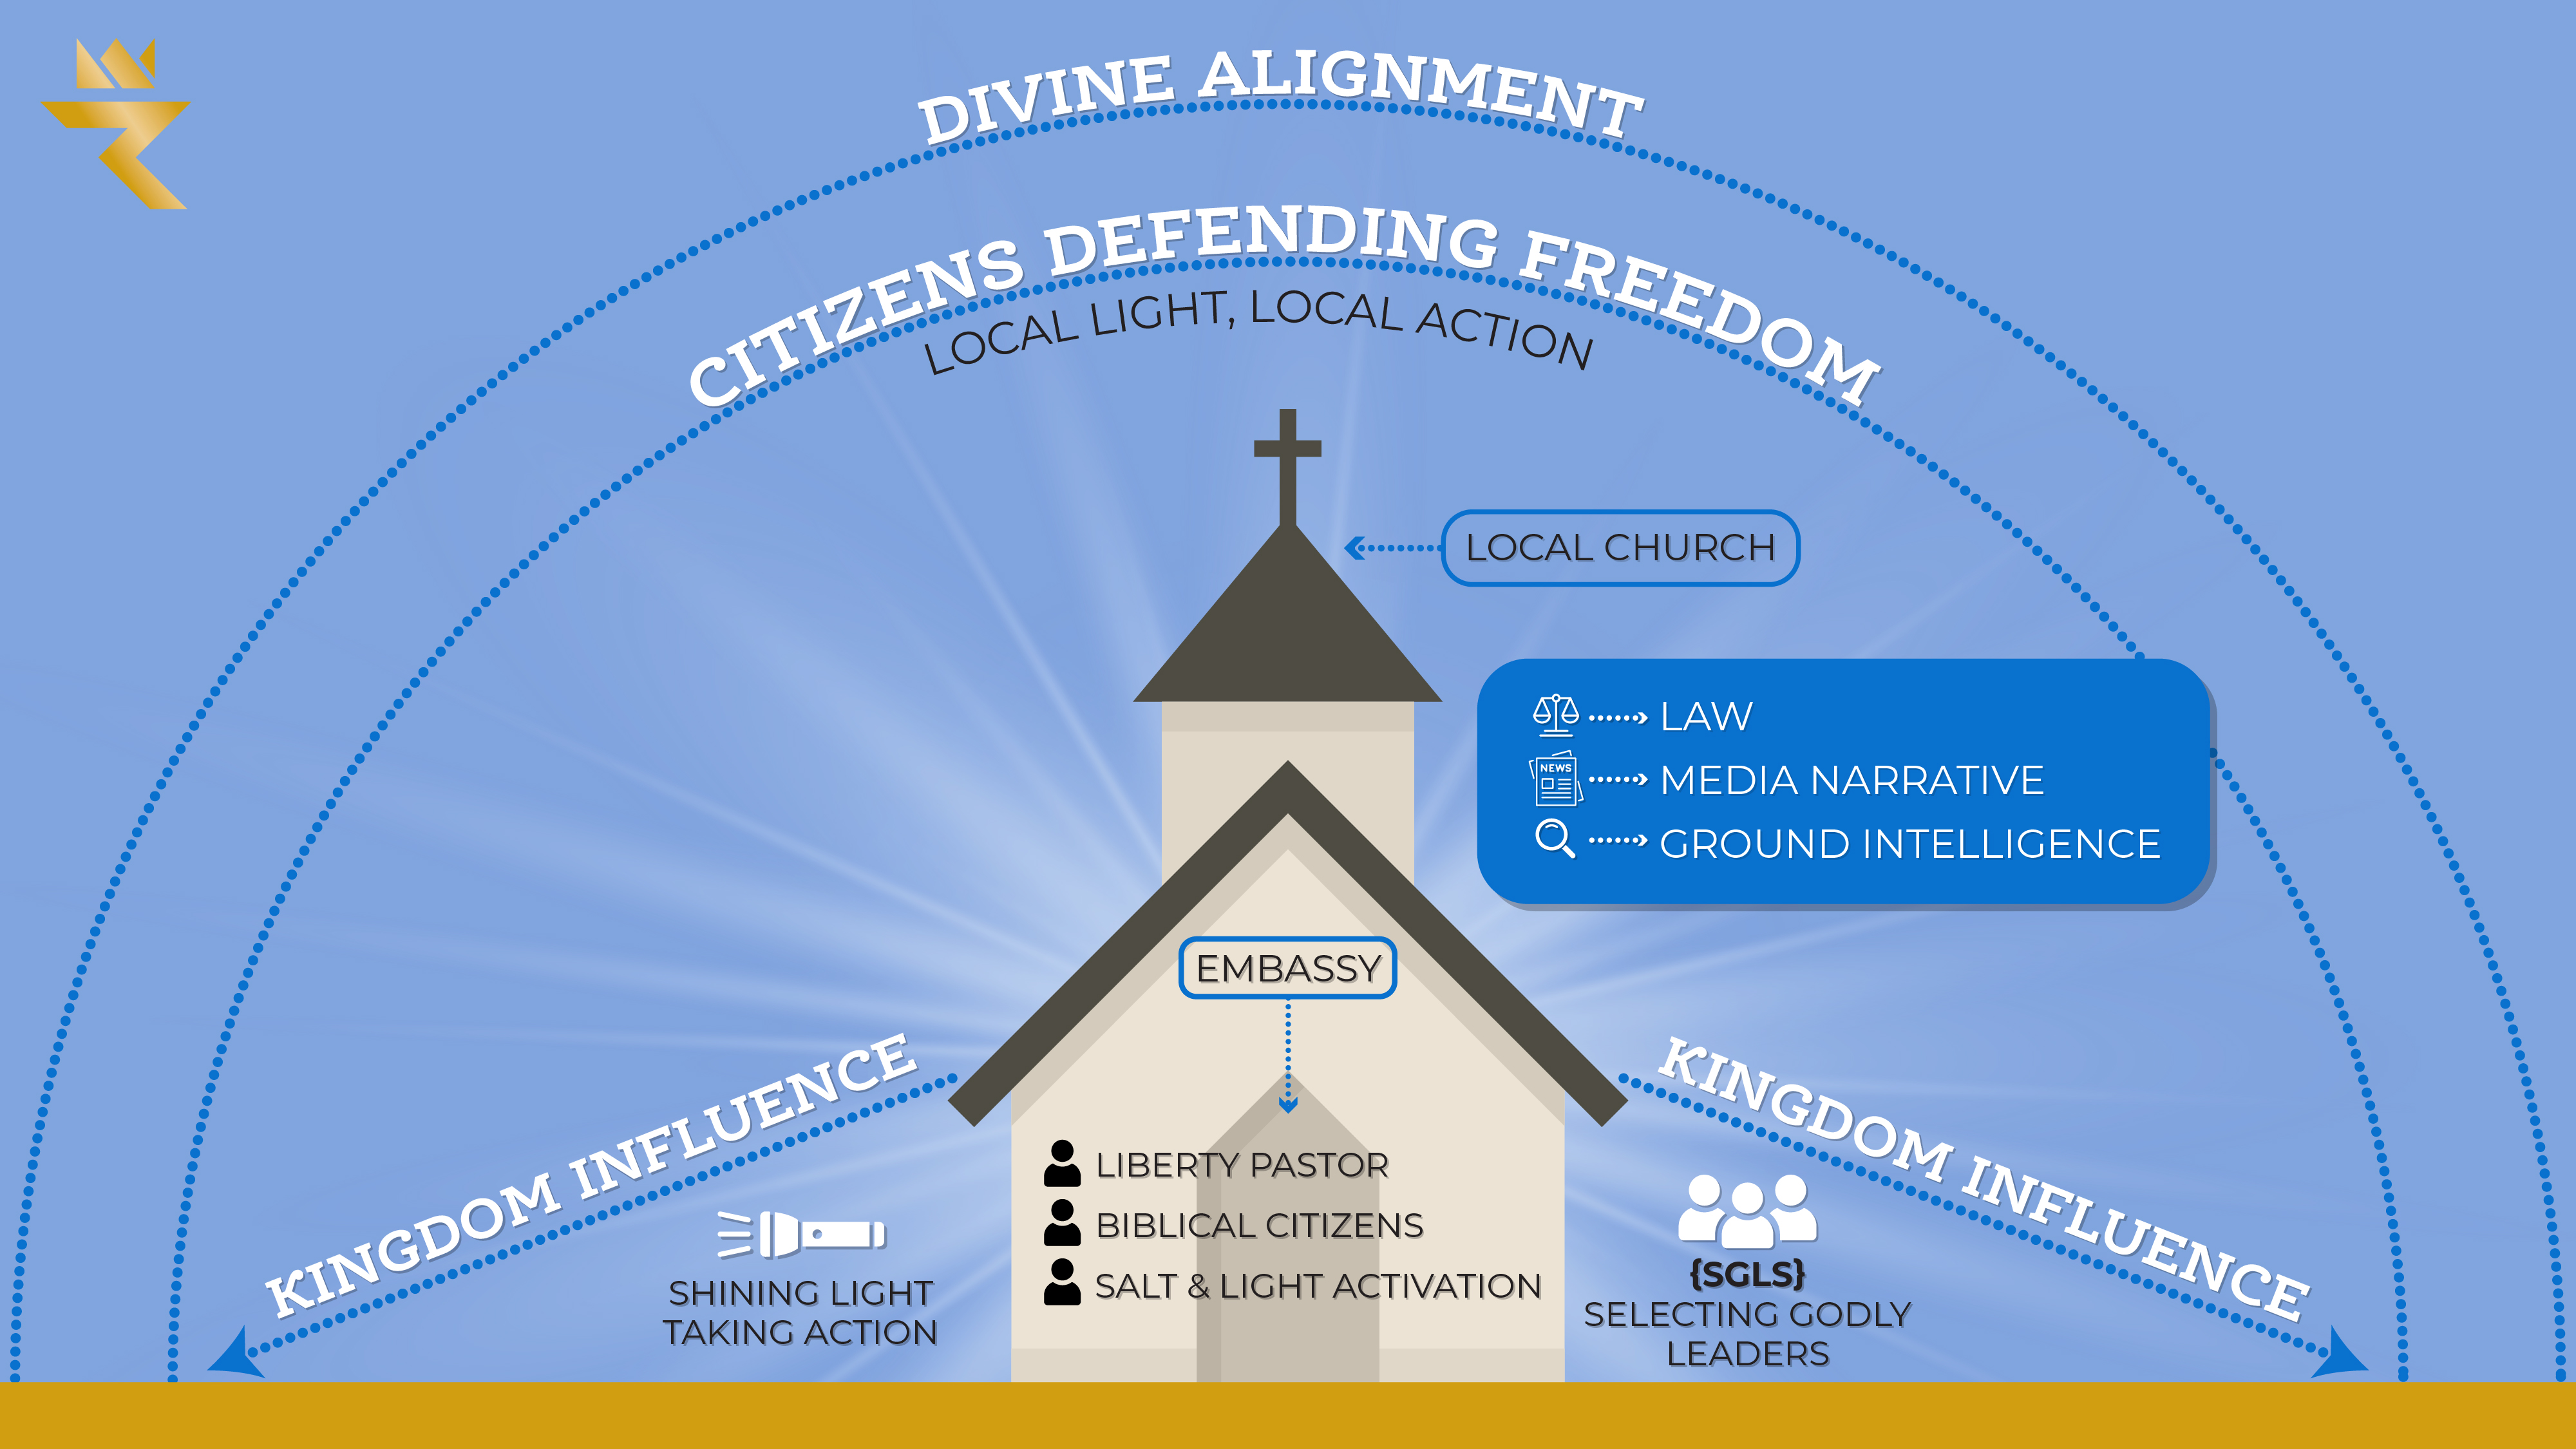 DIVINE ALIGNMENT
CITIZENS DEFENDING FREEDOM
LOCAL LIGHT, LOCAL ACTION
LOCAL CHURCH
LAW
NEWS
MEDIA NARRATIVE
GROUND INTELLIGENCE
EMBASSY
KINGDOM INFLUENCE
KINGDOM INFLUENCE
LIBERTY PASTOR
BIBLICAL CITIZENS
SALT & LIGHT ACTIVATION
SHINING LIGHT
TAKING ACTION
{SGLS}
SELECTING GODLY
LEADERS